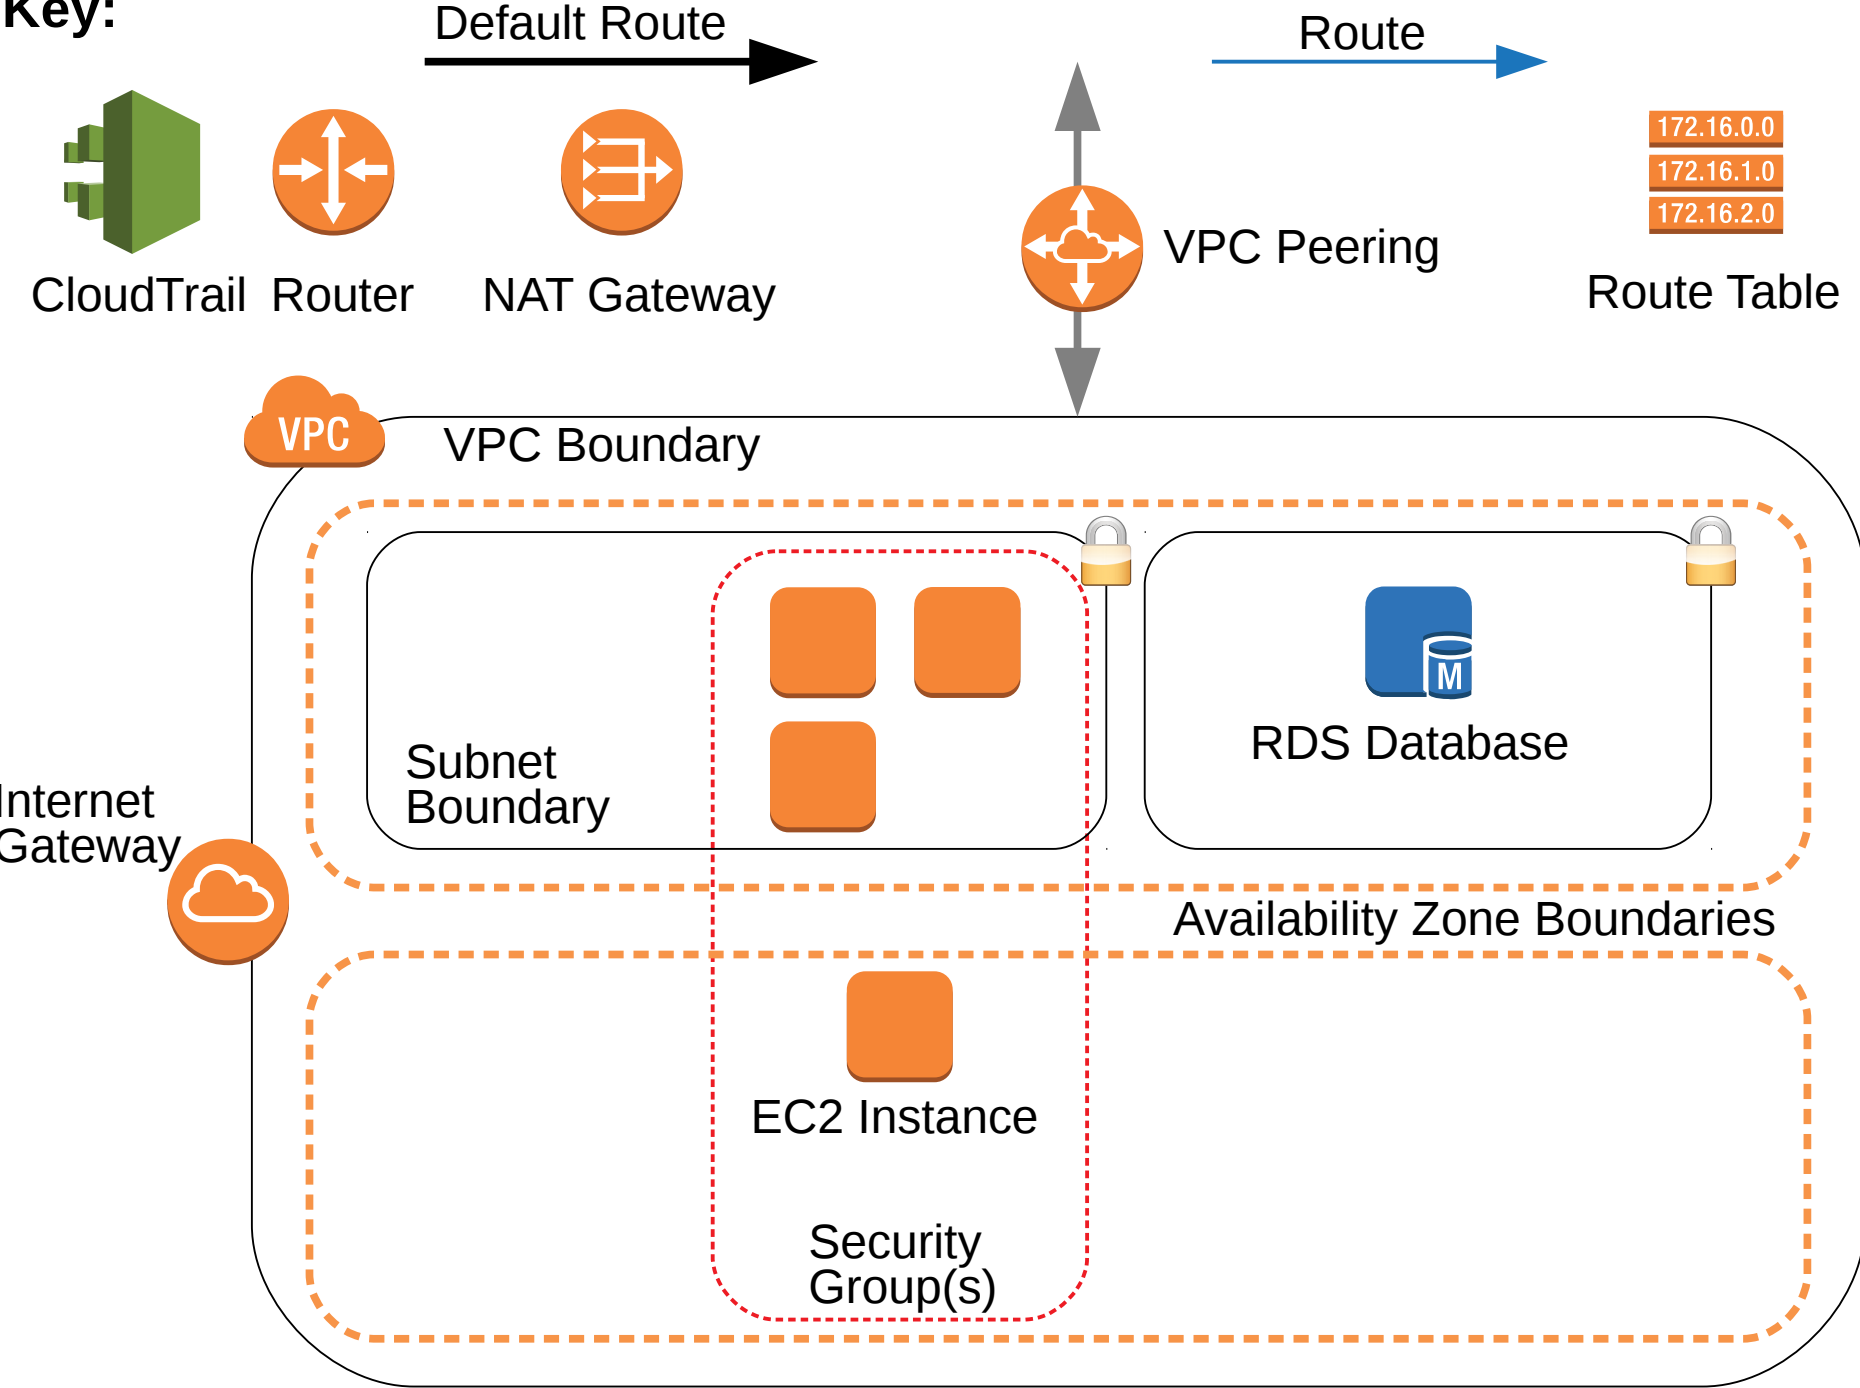 Key:
Default Route
Route
172.16.0.0
172.16.1.0
172.16.2.0
CloudTrail
Router
NAT Gateway
VPC Peering
Route Table
VPC
VPC Boundary
M
RDS Database
Subnet
Boundary
Internet
Gateway
Availability Zone Boundaries
EC2 Instance
Security
Group(s)